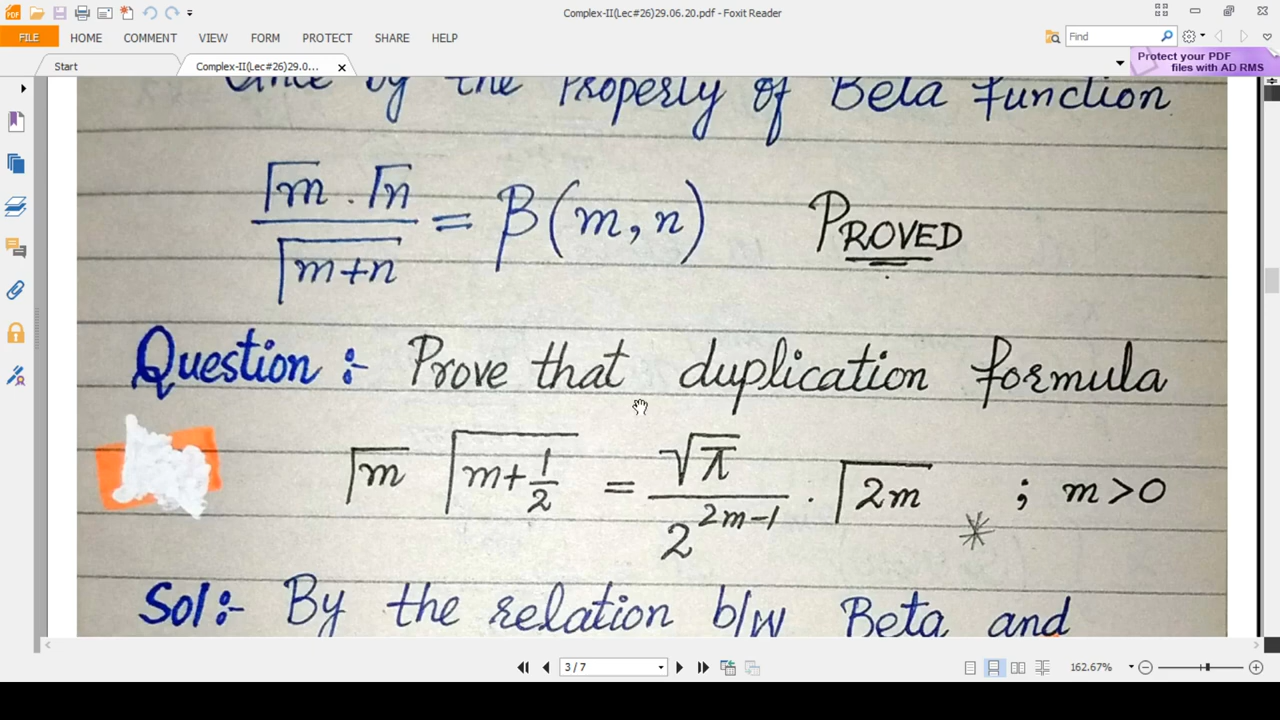 Complex-II(Lec#26)29.06.20.pdf - Foxit Reader
FILE HOME COMMENT VIEW FORM PROTECT SHARE HELP
Find
Protect your PDF
files with AD RMS
Start Complex-II(Lec#26)29.0...
by the Property of Beta function
Γm . Γn / Γm+n = β(m, n) PROVED
Question :- Prove that duplication formula
Γm Γm+1/2 = √π / 2^2m-1 . Γ2m ; m>0
*
Sol:- By the relation b/w Beta and
3 / 7
162.67%